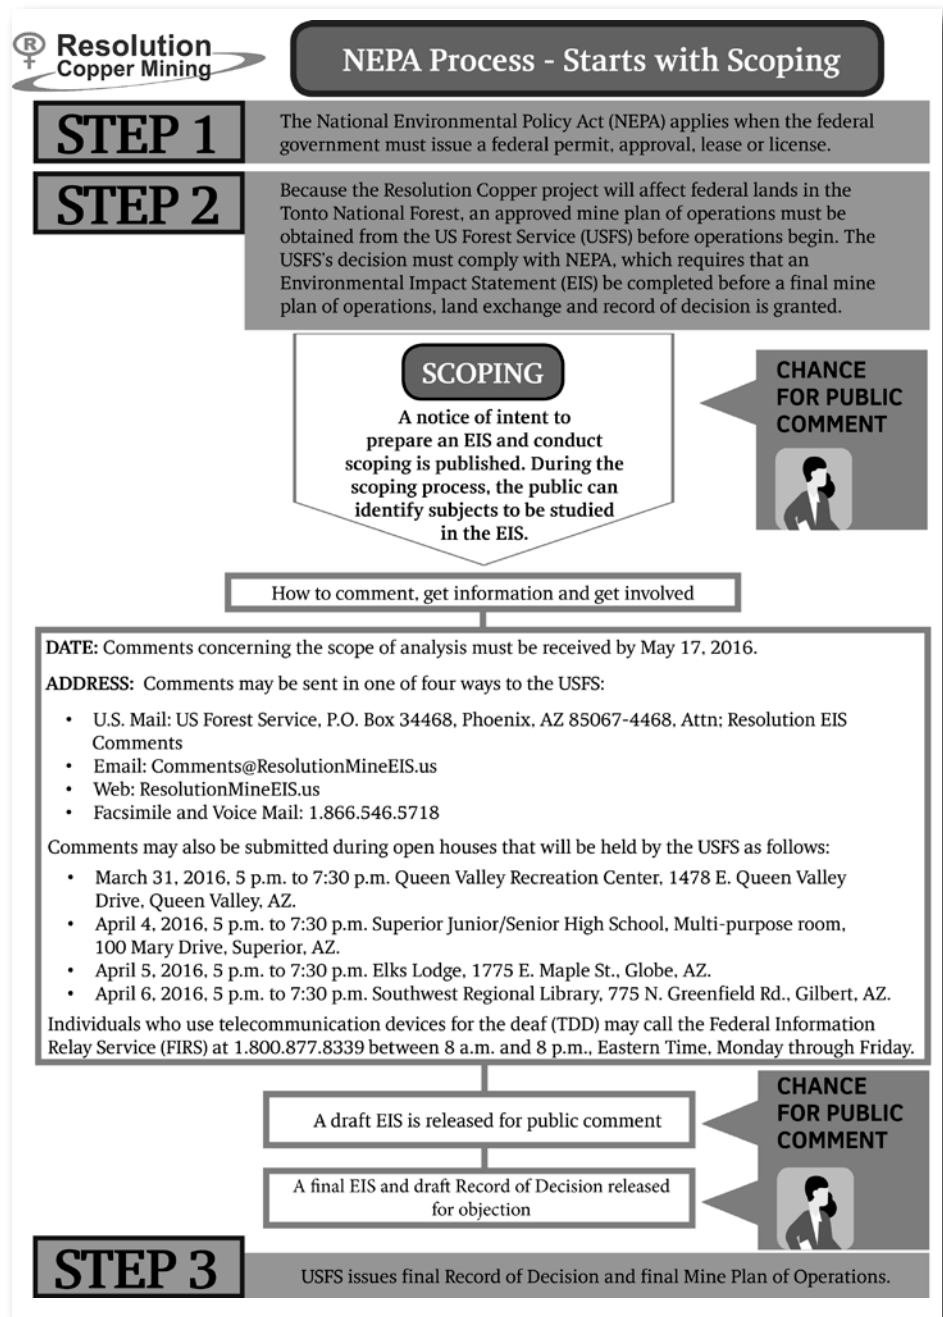 R
Resolution
Copper Mining
NEPA Process - Starts with Scoping
STEP 1
The National Environmental Policy Act (NEPA) applies when the federal
government must issue a federal permit, approval, lease or license.
STEP 2
Because the Resolution Copper project will affect federal lands in the
Tonto National Forest, an approved mine plan of operations must be
obtained from the US Forest Service (USFS) before operations begin. The
USFS's decision must comply with NEPA, which requires that an
Environmental Impact Statement (EIS) be completed before a final mine
plan of operations, land exchange and record of decision is granted.
SCOPING
A notice of intent to
prepare an EIS and conduct
scoping is published. During the
scoping process, the public can
identify subjects to be studied
in the EIS.
CHANCE
FOR PUBLIC
COMMENT
How to comment, get information and get involved
DATE: Comments concerning the scope of analysis must be received by May 17, 2016.
ADDRESS: Comments may be sent in one of four ways to the USFS:
• U.S. Mail: US Forest Service, P.O. Box 34468, Phoenix, AZ 85067-4468, Attn; Resolution EIS
Comments
• Email: Comments@ResolutionMineEIS.us
• Web: ResolutionMineEIS.us
• Facsimile and Voice Mail: 1.866.546.5718
Comments may also be submitted during open houses that will be held by the USFS as follows:
• March 31, 2016, 5 p.m. to 7:30 p.m. Queen Valley Recreation Center, 1478 E. Queen Valley
Drive, Queen Valley, AZ.
• April 4, 2016, 5 p.m. to 7:30 p.m. Superior Junior/Senior High School, Multi-purpose room,
100 Mary Drive, Superior, AZ.
• April 5, 2016, 5 p.m. to 7:30 p.m. Elks Lodge, 1775 E. Maple St., Globe, AZ.
• April 6, 2016, 5 p.m. to 7:30 p.m. Southwest Regional Library, 775 N. Greenfield Rd., Gilbert, AZ.
Individuals who use telecommunication devices for the deaf (TDD) may call the Federal Information
Relay Service (FIRS) at 1.800.877.8339 between 8 a.m. and 8 p.m., Eastern Time, Monday through Friday.
A draft EIS is released for public comment
CHANCE
FOR PUBLIC
COMMENT
A final EIS and draft Record of Decision released
for objection
STEP 3
USFS issues final Record of Decision and final Mine Plan of Operations.